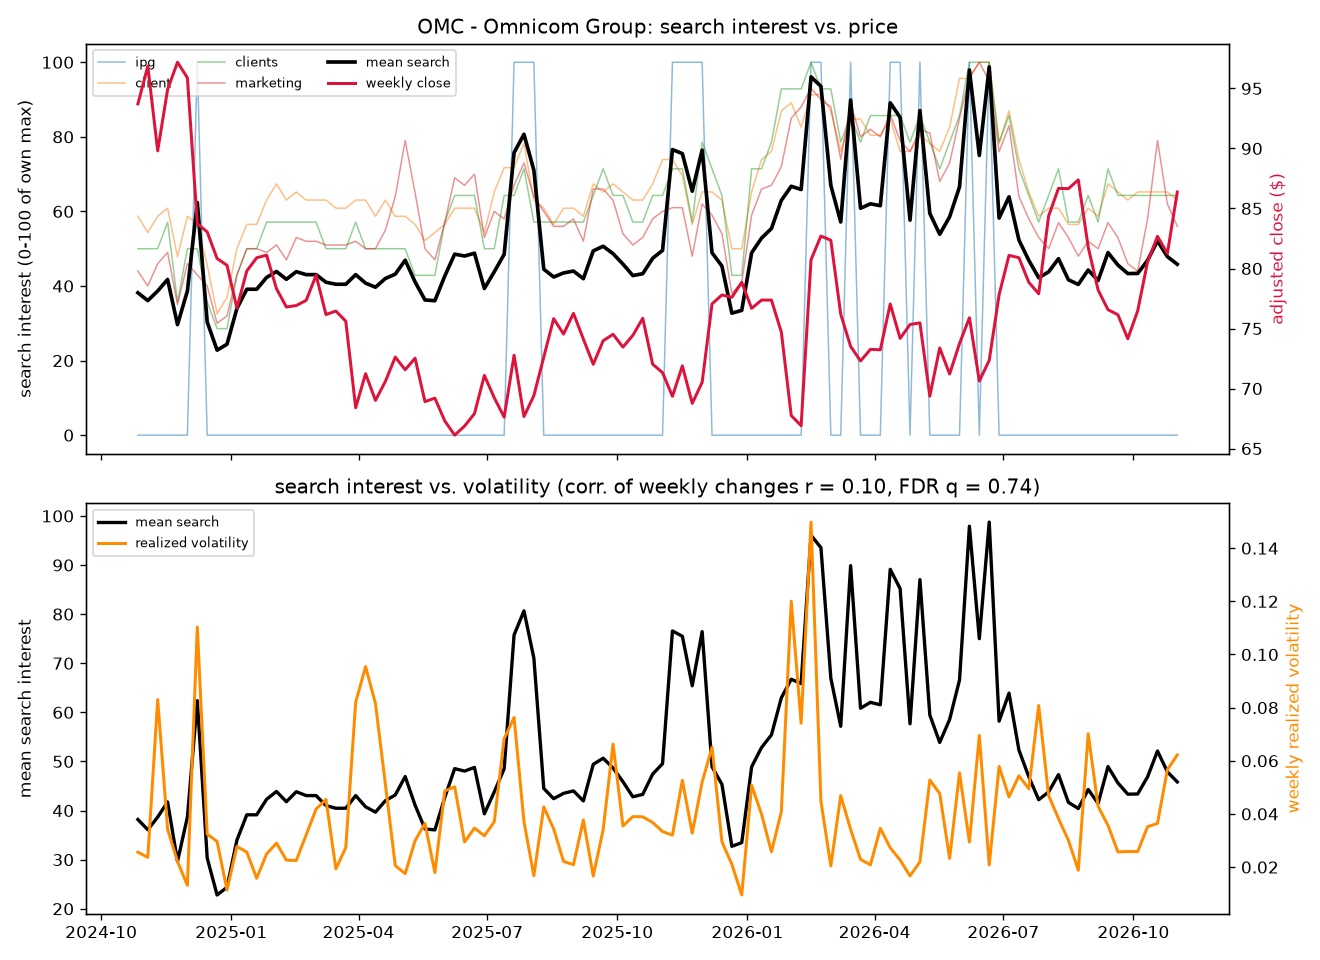 OMC - Omnicom Group: search interest vs. price
ipg
client
clients
marketing
mean search
weekly close
search interest (0-100 of own max)
100
80
60
40
20
0
95
90
85
80
75
70
65
adjusted close ($)
search interest vs. volatility (corr. of weekly changes r = 0.10, FDR q = 0.74)
mean search
realized volatility
mean search interest
100
90
80
70
60
50
40
30
20
0.14
0.12
0.10
0.08
0.06
0.04
0.02
weekly realized volatility
2024-10
2025-01
2025-04
2025-07
2025-10
2026-01
2026-04
2026-07
2026-10